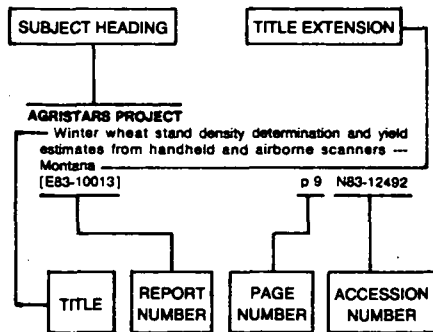 SUBJECT HEADING
TITLE EXTENSION
AGRISTARS PROJECT
Winter wheat stand density determination and yield
estimates from handheld and airborne scanners ---
Montana
[E83-10013] p 9 N83-12492
TITLE
REPORT NUMBER
PAGE NUMBER
ACCESSION NUMBER